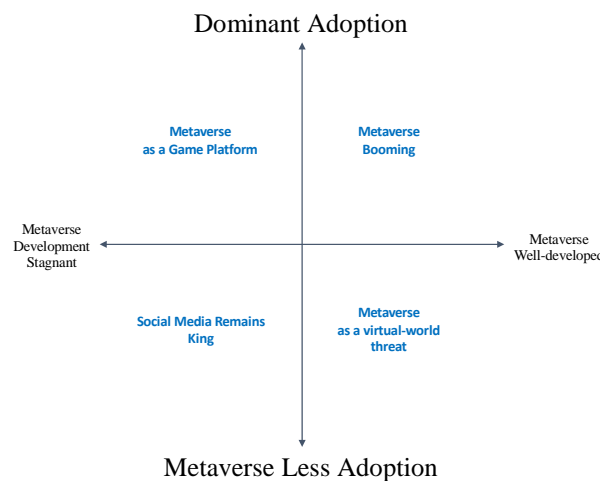 Dominant Adoption
Metaverse
as a Game Platform
Metaverse
Booming
Metaverse
Development
Stagnant
Metaverse
Well-developed
Social Media Remains
King
Metaverse
as a virtual-world
threat
Metaverse Less Adoption